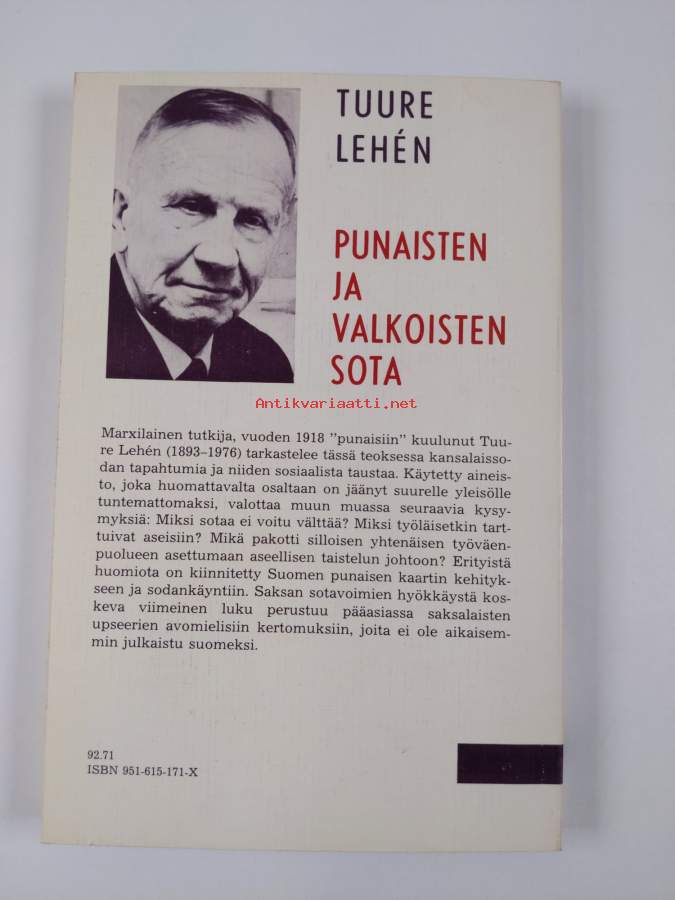 TUURE
LEHÉN
PUNAISTEN
JA
VALKOISTEN
SOTA
Antikvariaatti.net
Marxilainen tutkija, vuoden 1918 ”punaisiin” kuulunut Tuu-
re Lehén (1893–1976) tarkastelee tässä teoksessa kansalaisso-
dan tapahtumia ja niiden sosiaalista taustaa. Käytetty aineis-
to, joka huomattavalta osaltaan on jäänyt suurelle yleisölle
tuntemattomaksi, valottaa muun muassa seuraavia kysy-
myksiä: Miksi sotaa ei voitu välttää? Miksi työläisetkin tart-
tuivat aseisiin? Mikä pakotti silloisen yhtenäisen työväen-
puolueen asettumaan aseellisen taistelun johtoon? Erityistä
huomiota on kiinnitetty Suomen punaisen kaartin kehityk-
seen ja sodankäyntiin. Saksan sotavoimien hyökkäystä kos-
keva viimeinen luku perustuu pääasiassa saksalaisten
upseerien avomielisiin kertomuksiin, joita ei ole aikaisem-
min julkaistu suomeksi.
92.71
ISBN 951-615-171-X